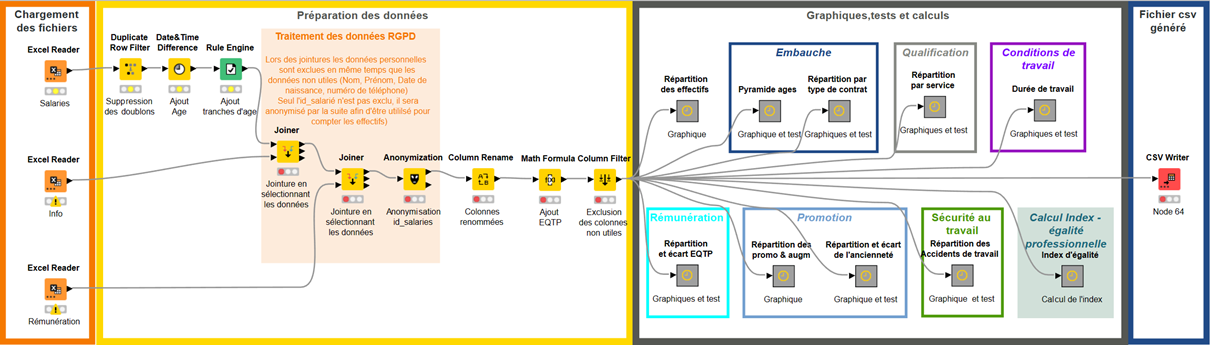 Chargement
des fichiers
Excel Reader
Salaries
Excel Reader
Info
Excel Reader
Rémunération
Préparation des données
Duplicate
Row Filter
Suppression
des doublons
Date&Time
Difference
Ajout
Age
Rule Engine
Ajout
tranches d'age
Traitement des données RGPD
Lors des jointures les données personnelles
sont exclues en même temps que les
données non utiles (Nom, Prénom, Date de
naissance, numéro de téléphone)
Seul l'id_salarié n'est pas exclu, il sera
anonymisé par la suite afin d'être utilisé pour
compter les effectifs)
Joiner
Jointure en
sélectionnant
les données
Joiner
Jointure en
sélectionnant
les données
Anonymization
Anonymisation
id_salaries
Column Rename
Colonnes
renommées
Math Formula
Ajout
EQTP
Column Filter
Exclusion
des colonnes
non utiles
Graphiques,tests et calculs
Répartition
des effectifs
Graphique
Embauche
Pyramide ages
Graphique et test
Répartition par
type de contrat
Graphiques et test
Qualification
Répartition
par service
Graphiques et test
Conditions de
travail
Durée de travail
Graphiques et test
Rémunération
Répartition
et écart EQTP
Graphiques et test
Promotion
Répartition des
promo & augm
Graphique
Répartition et écart
de l'ancienneté
Graphique et test
Sécurité au
travail
Répartition des
Accidents de travail
Graphique et test
Calcul Index -
égalité
professionnelle
Index d'égalité
Calcul de l'index
Fichier csv
généré
CSV Writer
Node 64